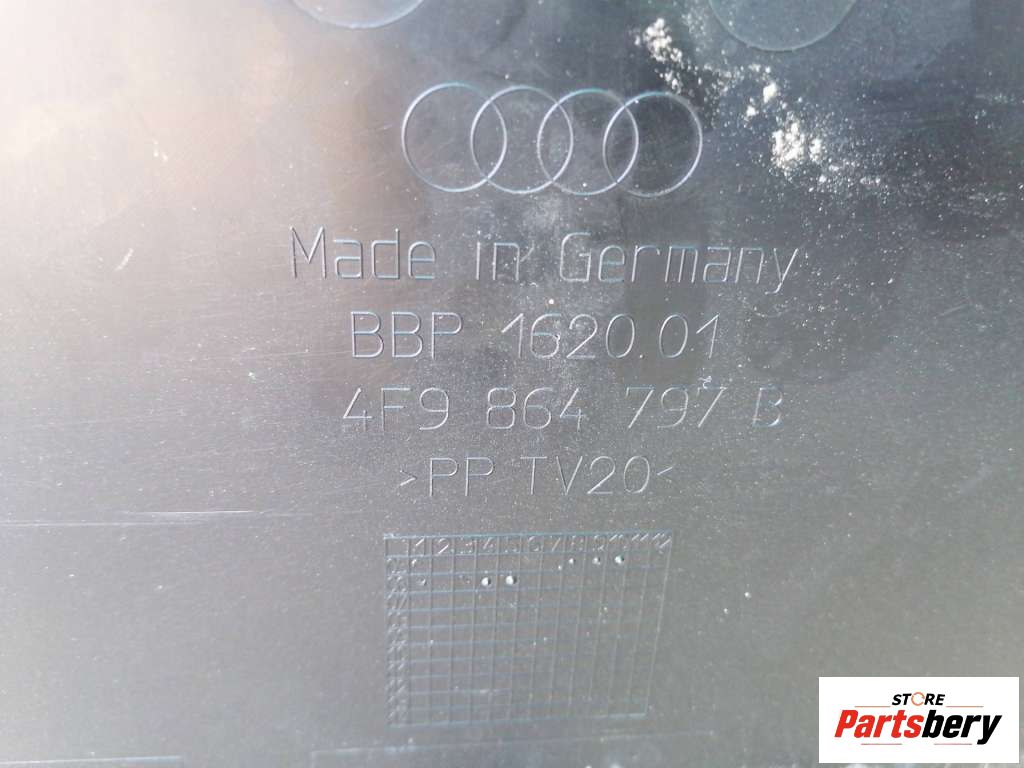 Made in Germany
BBP 1620.01
4F9 864 797 B
>PP TV20<
STORE
Partsbery